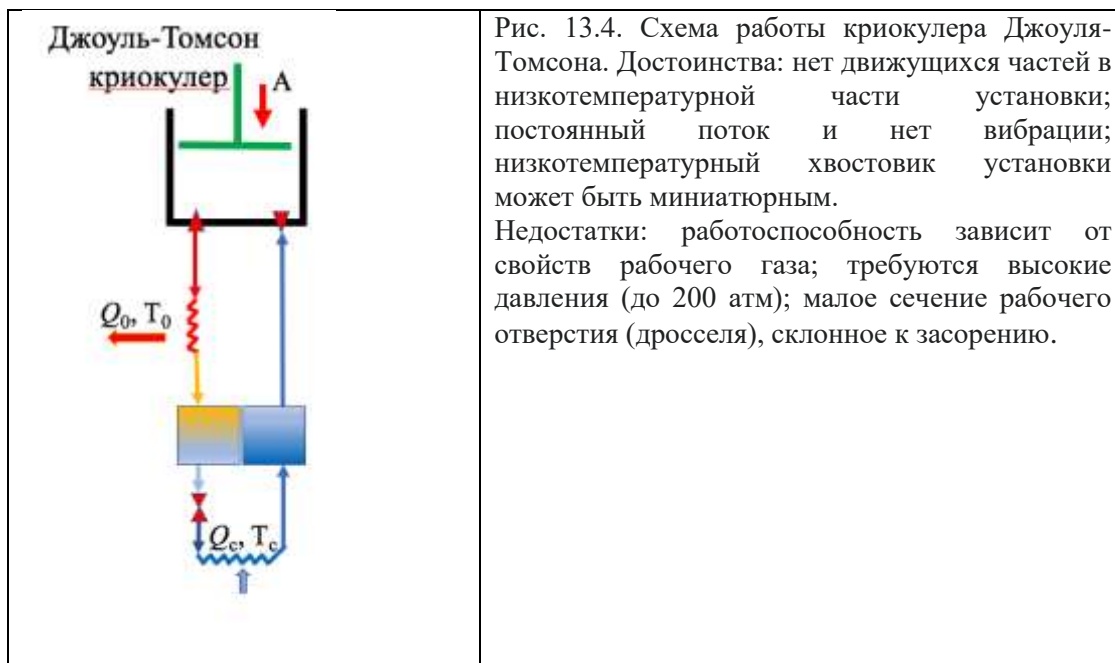 Джоуль-Томсон
криокулер
A
Q₀, T₀
Q_c, T_c
Рис. 13.4. Схема работы криокулера Джоуля-
Томсона. Достоинства: нет движущихся частей в
низкотемпературной части установки;
постоянный поток и нет вибрации;
низкотемпературный хвостовик установки
может быть миниатюрным.
Недостатки: работоспособность зависит от
свойств рабочего газа; требуются высокие
давления (до 200 атм); малое сечение рабочего
отверстия (дросселя), склонное к засорению.